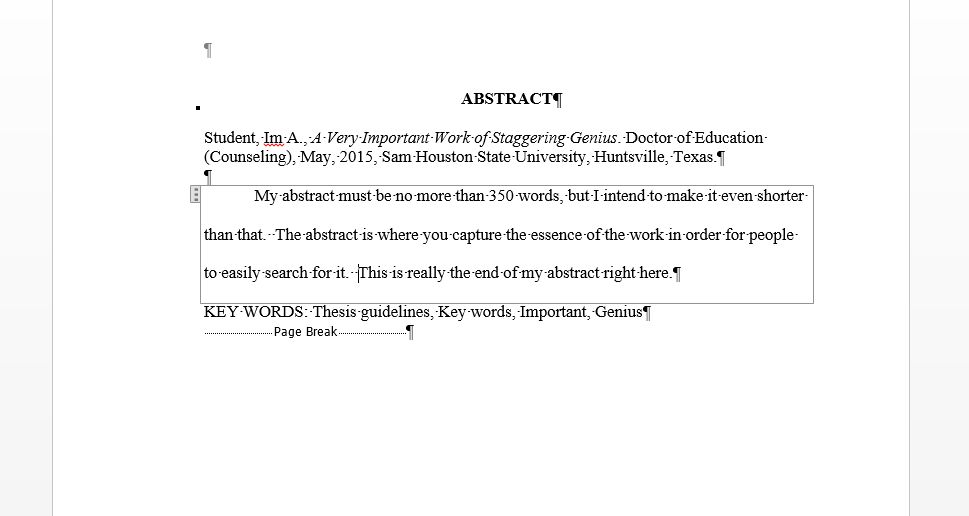 ¶
ABSTRACT¶
Student, Im A., A Very Important Work of Staggering Genius. Doctor of Education
(Counseling), May, 2015, Sam Houston State University, Huntsville, Texas.¶
¶
My abstract must be no more than 350 words, but I intend to make it even shorter
than that.  The abstract is where you capture the essence of the work in order for people
to easily search for it.  This is really the end of my abstract right here.¶
KEY WORDS: Thesis guidelines, Key words, Important, Genius¶
Page Break¶